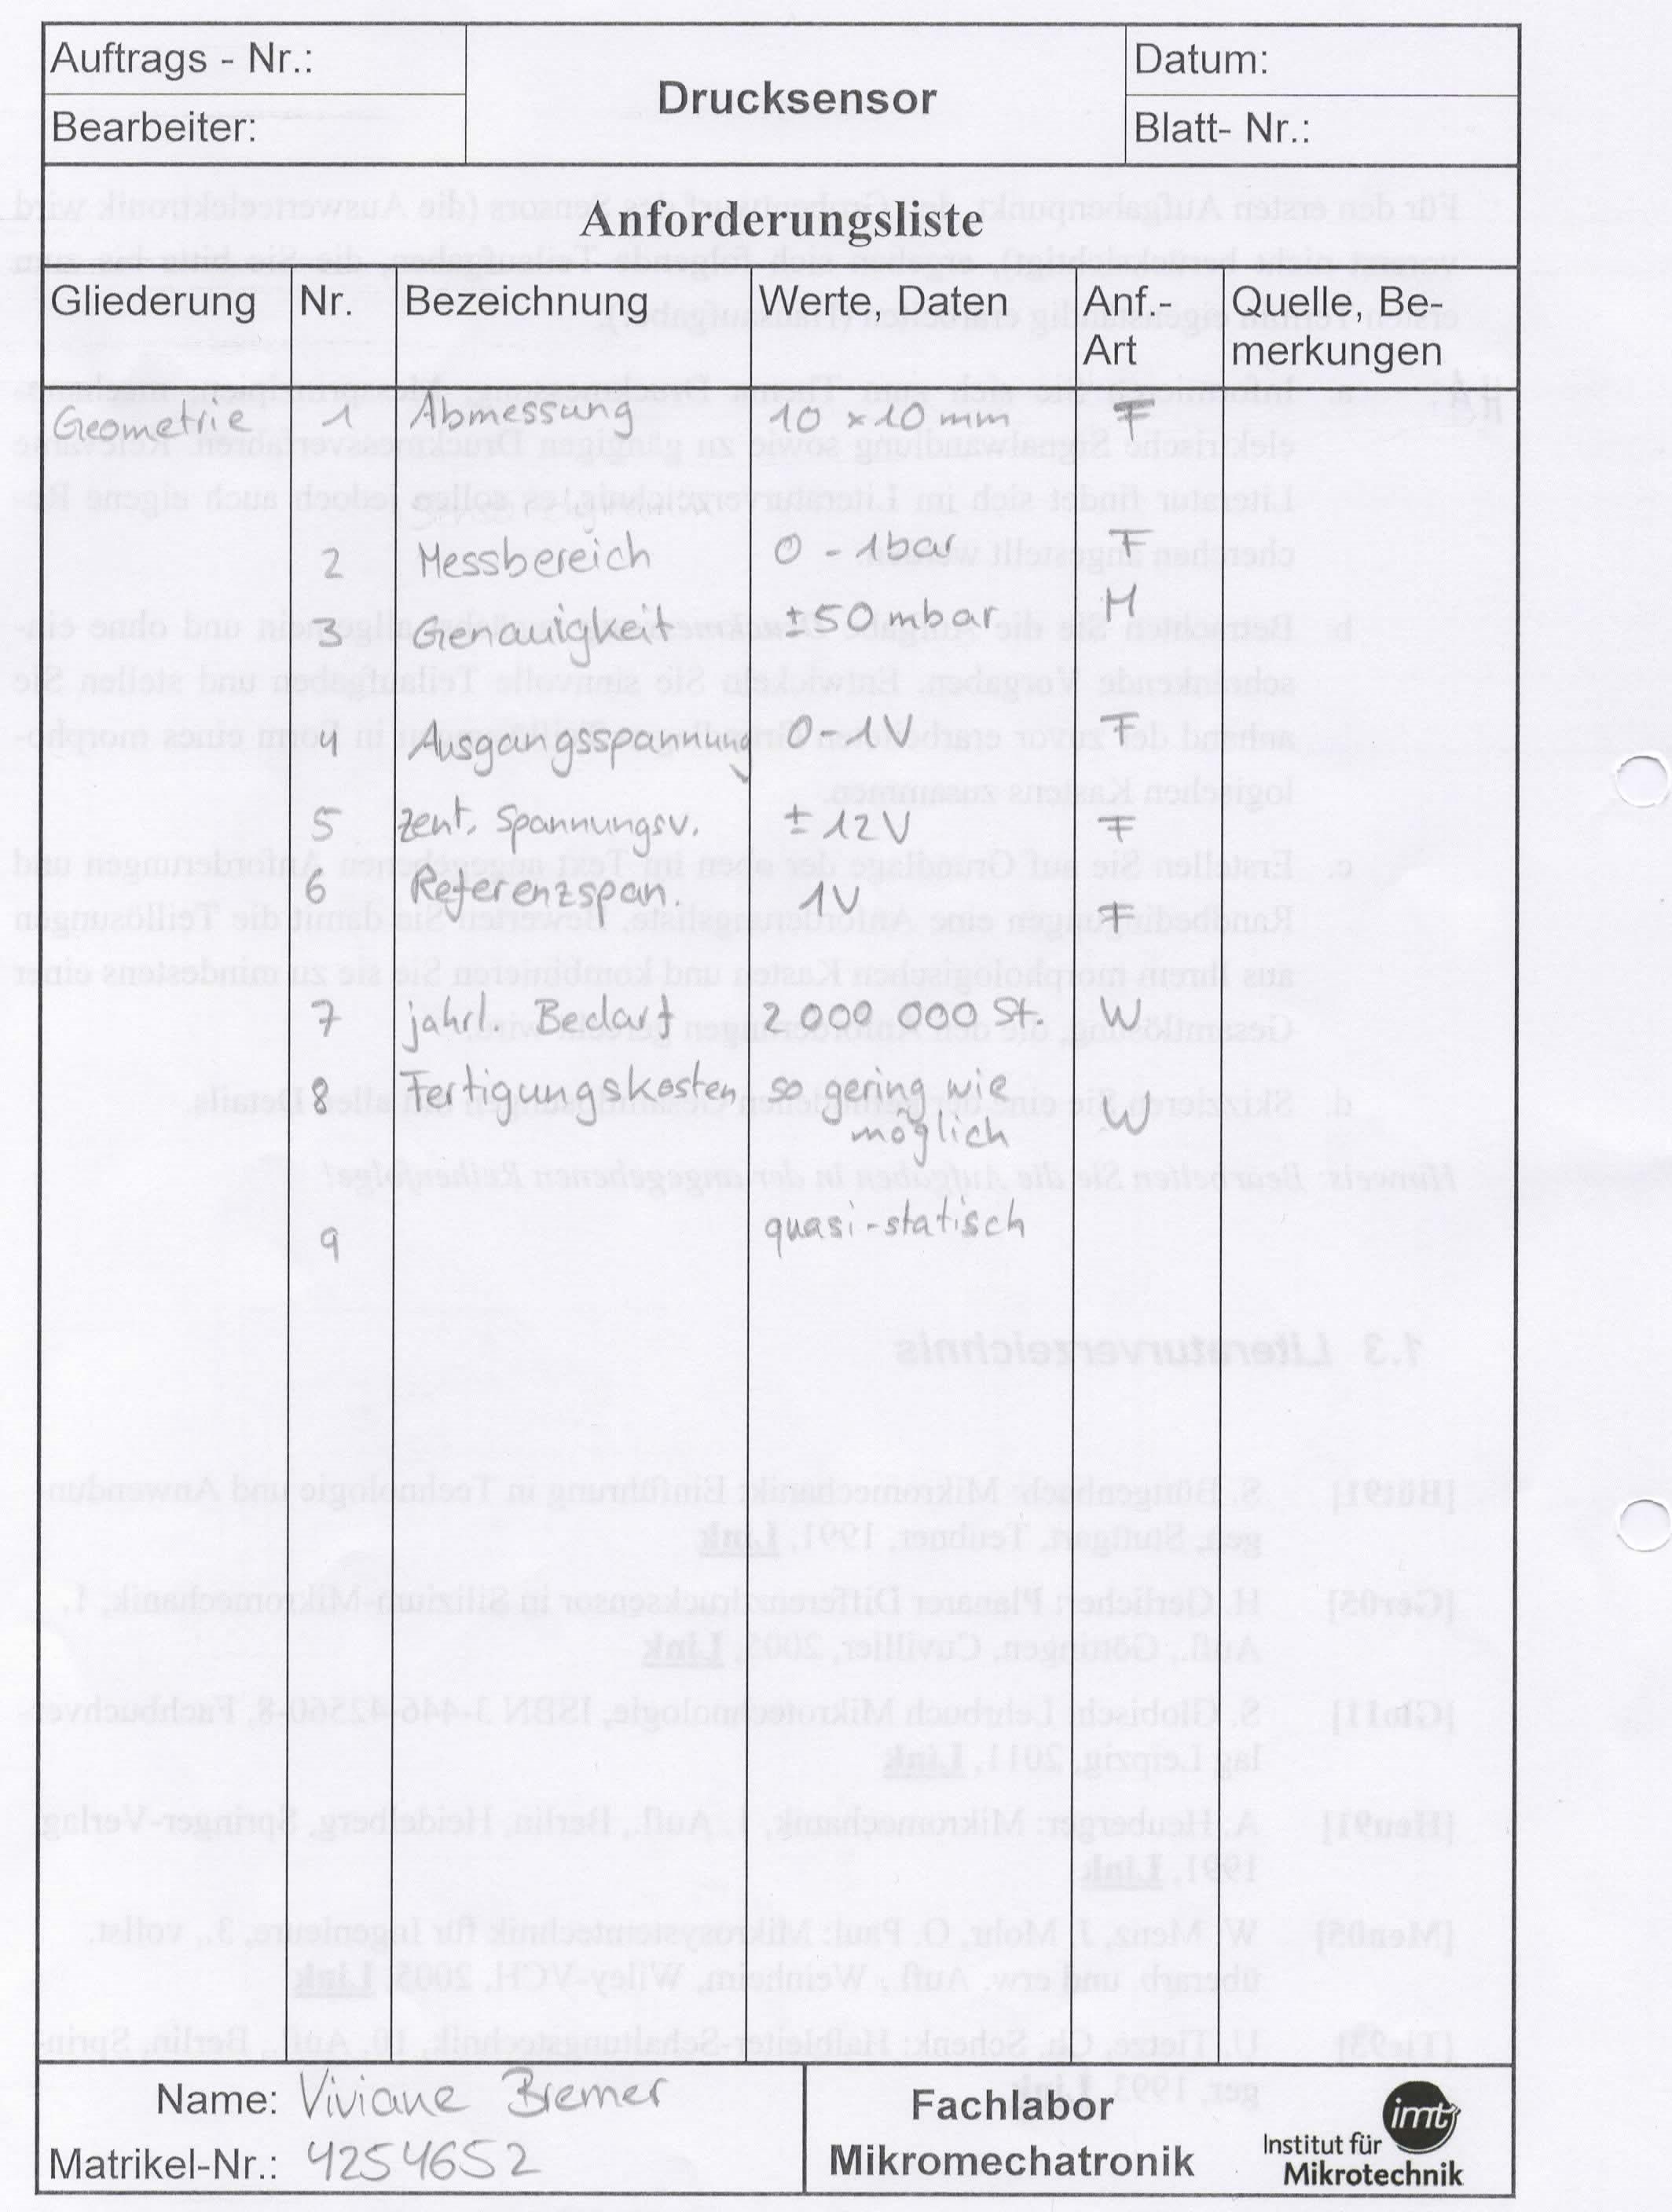 Auftrags - Nr.:
Bearbeiter:
Drucksensor
Datum:
Blatt- Nr.:
Anforderungsliste
Gliederung Nr. Bezeichnung Werte, Daten Anf.- Quelle, Be-
Art merkungen
Geometrie 1 Abmessung 10 x 10 mm F
2 Messbereich 0 - 1bar F
3 Genauigkeit ±50mbar M
4 Ausgangsspannung 0-1V F
5 zent. Spannungsv. ± 12V F
6 Referenzspan. 1V F
7 jährl. Bedarf 2 000 000 St. W
8 Fertigungskosten so gering wie
möglich W
9 quasi-statisch
Name: Viviane Bremer
Matrikel-Nr.: 4254652
Fachlabor
Mikromechatronik
imt
Institut für
Mikrotechnik